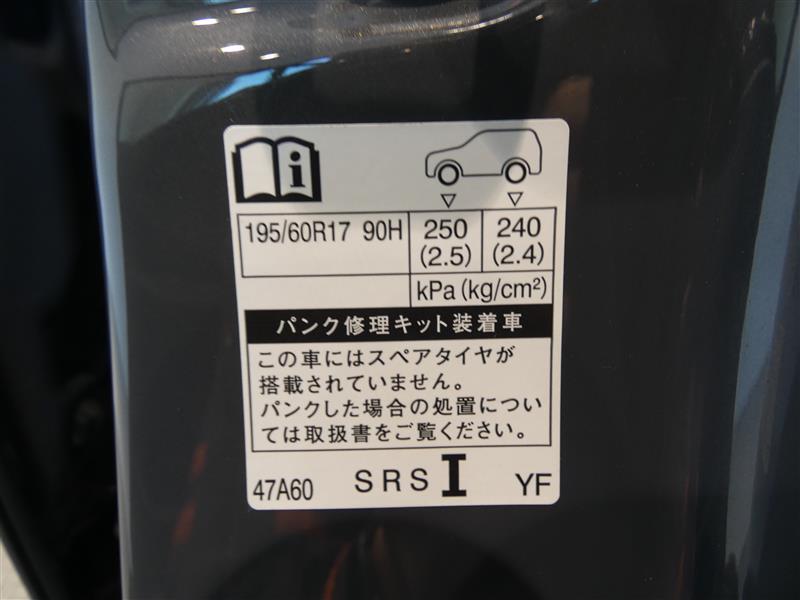 i
195/60R17 90H 250 240
(2.5) (2.4)
kPa (kg/cm²)
パンク修理キット装着車
この車にはスペアタイヤが
搭載されていません。
パンクした場合の処置につい
ては取扱書をご覧ください。
47A60 SRS I YF